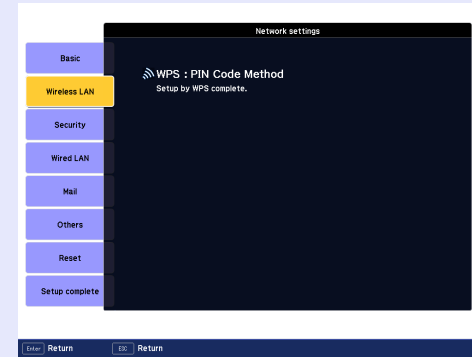 Network settings
Basic
Wireless LAN
Security
Wired LAN
Mail
Others
Reset
Setup complete
WPS : PIN Code Method
Setup by WPS complete.
Enter Return ESC Return